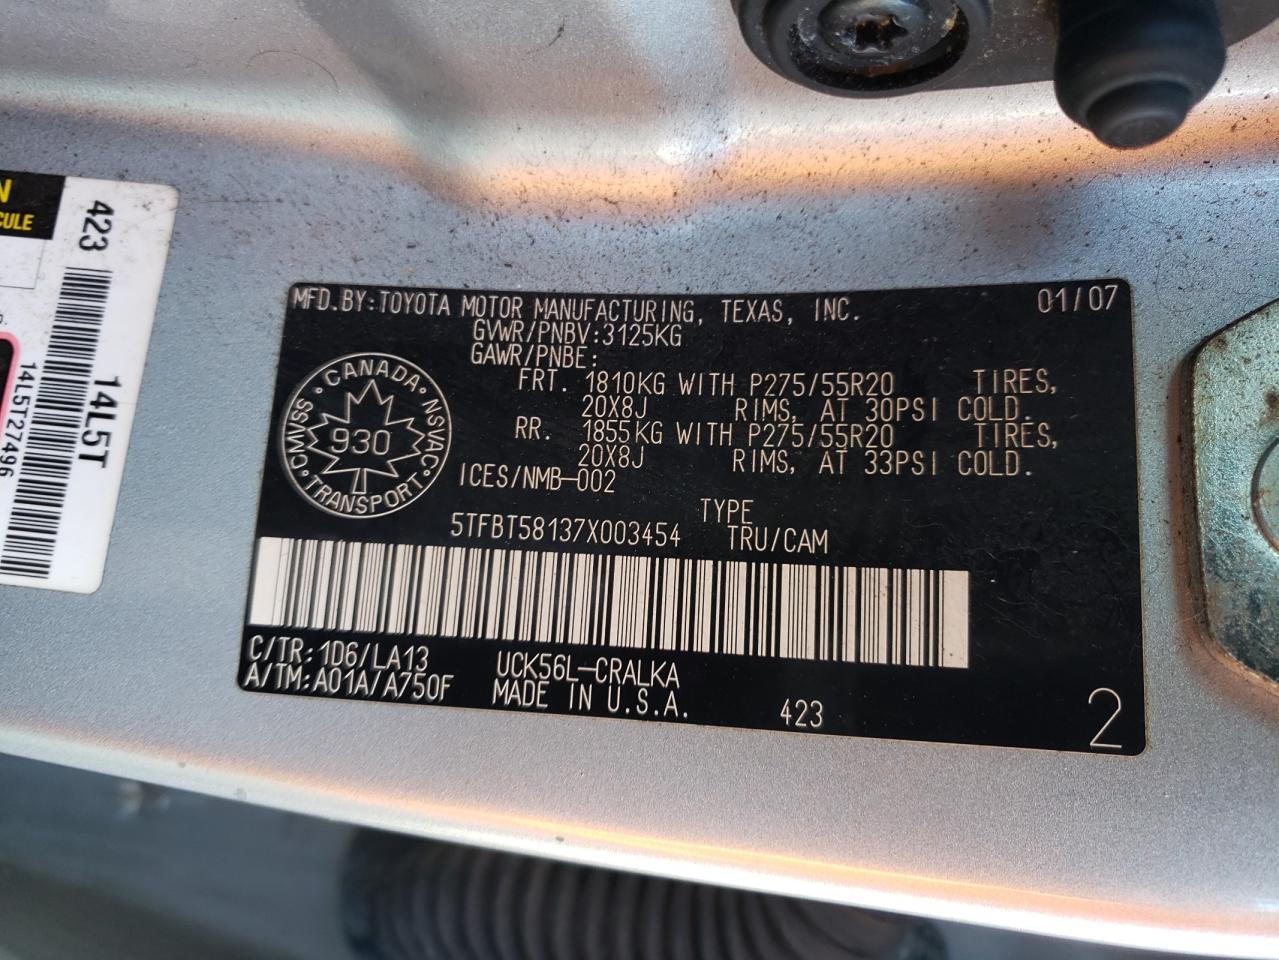 N
CULE
423
14L5T
14L5T27496
MFD.BY:TOYOTA MOTOR MANUFACTURING, TEXAS, INC. 01/07
GVWR/PNBV:3125KG
GAWR/PNBE:
FRT. 1810KG WITH P275/55R20 TIRES,
20X8J RIMS, AT 30PSI COLD.
RR. 1855KG WITH P275/55R20 TIRES,
20X8J RIMS, AT 33PSI COLD.
ICES/NMB-002
CANADA
CMVSS NSVAC
930
TRANSPORT
TYPE
5TFBT58137X003454 TRU/CAM
C/TR:1D6/LA13 UCK56L-CRALKA
A/TM:A01A/A750F MADE IN U.S.A. 423 2